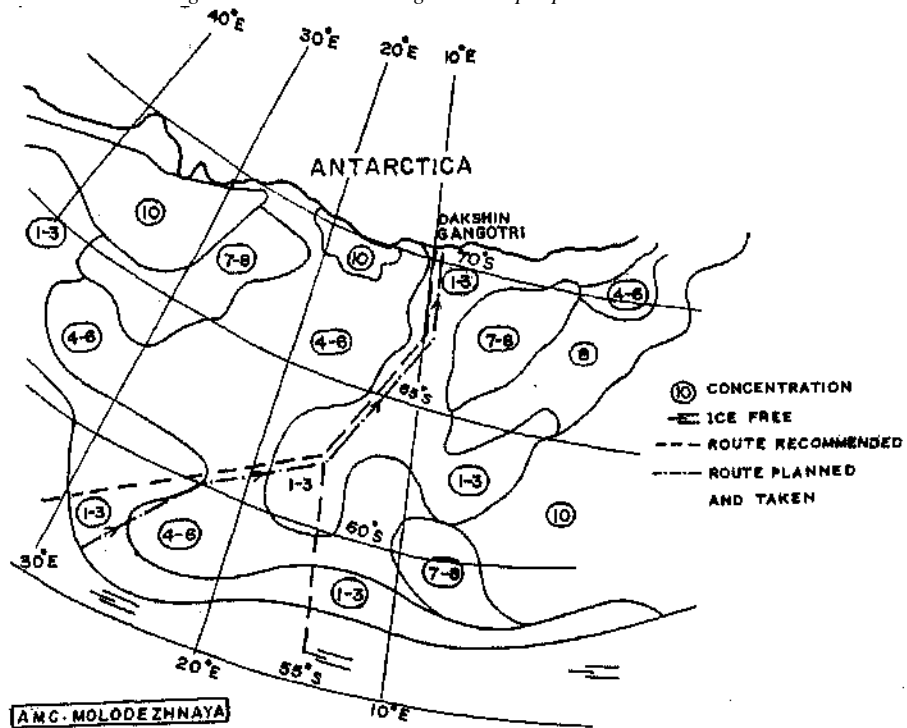 40°E
30°E
20°E
10°E
ANTARCTICA
DAKSHIN
GANGOTRI
70°S
10
1-3
7-8
10
1-3
4-6
4-6
4-6
7-8
8
65°S
10 CONCENTRATION
ICE FREE
ROUTE RECOMMENDED
ROUTE PLANNED
AND TAKEN
1-3
1-3
1-3
10
4-6
60°S
30°E
7-8
1-3
20°E
55°S
10°E
AMC-MOLODEZHNAYA